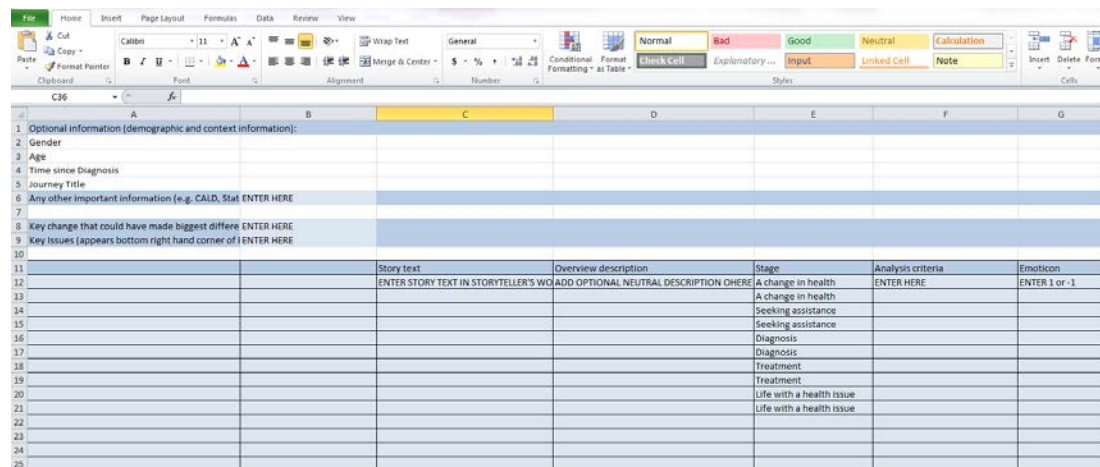 File Home Insert Page Layout Formulas Data Review View
Cut
Copy
Format Painter
Paste
Calibri 11 A A
B I U A
Wrap Text
Merge & Center
General
$ % ,
Conditional Formatting
Format as Table
Normal Bad Good Neutral Calculation
Check Cell Explanatory ... Input Linked Cell Note
Insert Delete
Clipboard Font Alignment Number Styles Cells
C36 fx
A B C D E F G
1 Optional information (demographic and context information):
2 Gender
3 Age
4 Time since Diagnosis
5 Journey Title
6 Any other important information (e.g. CALD, Stat ENTER HERE
7
8 Key change that could have made biggest differe ENTER HERE
9 Key Issues (appears bottom right hand corner of ENTER HERE
10
11 Story text Overview description Stage Analysis criteria Emoticon
12 ENTER STORY TEXT IN STORYTELLER'S WO ADD OPTIONAL NEUTRAL DESCRIPTION OHERE A change in health ENTER HERE ENTER 1 or -1
13 A change in health
14 Seeking assistance
15 Seeking assistance
16 Diagnosis
17 Diagnosis
18 Treatment
19 Treatment
20 Life with a health issue
21 Life with a health issue
22
23
24
25